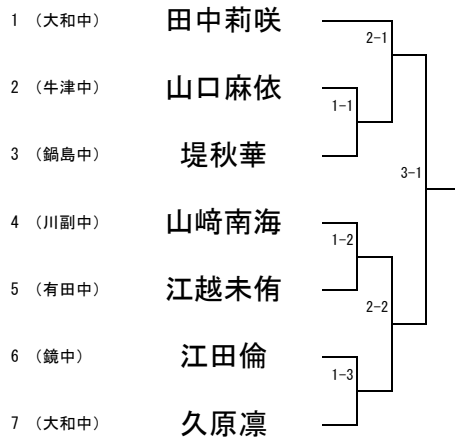 1 （大和中） 田中莉咲
2-1
2 （牛津中） 山口麻依
1-1
3 （鍋島中） 堤秋華
3-1
4 （川副中） 山﨑南海
1-2
5 （有田中） 江越未侑
2-2
6 （鏡中） 江田倫
1-3
7 （大和中） 久原凛